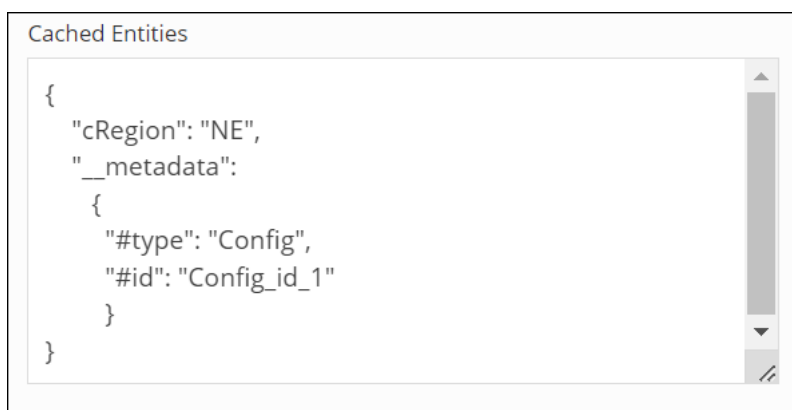 Cached Entities
{
"cRegion": "NE",
"__metadata":
{
"#type": "Config",
"#id": "Config_id_1"
}
}